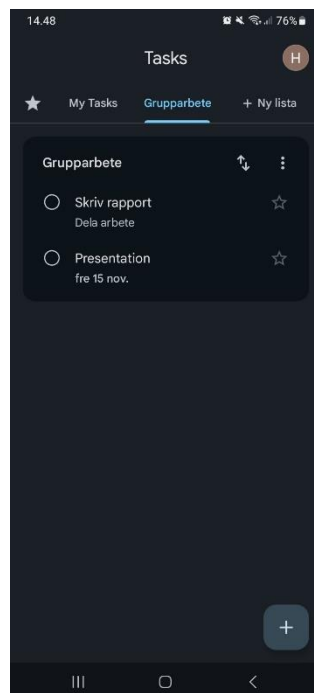 14.48
76%
Tasks
H
My Tasks
Grupparbete
+ Ny lista
Grupparbete
Skriv rapport
Dela arbete
Presentation
fre 15 nov.
+